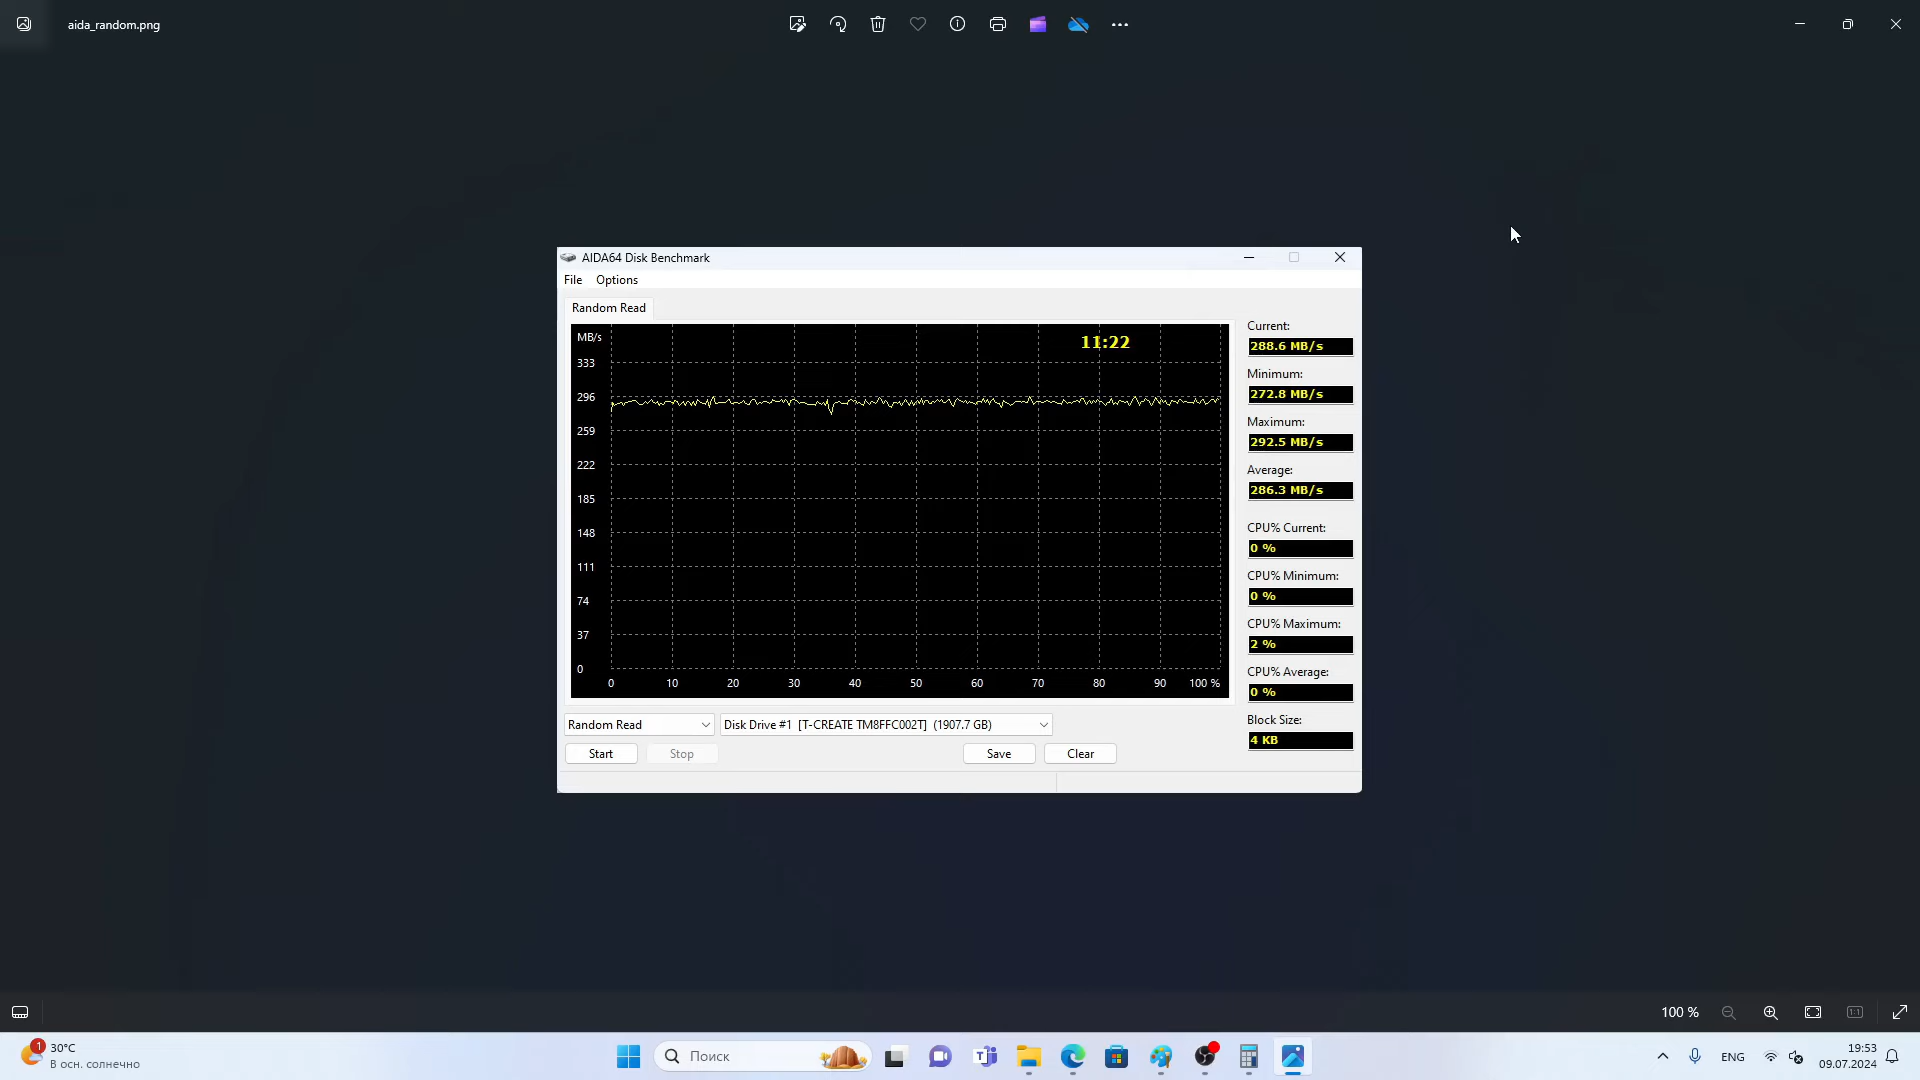 aida_random.png
AIDA64 Disk Benchmark
File Options
Random Read
MB/s
11:22
333
296
259
222
185
148
111
74
37
0
0 10 20 30 40 50 60 70 80 90 100 %
Current:
288.6 MB/s
Minimum:
272.8 MB/s
Maximum:
292.5 MB/s
Average:
286.3 MB/s
CPU% Current:
0 %
CPU% Minimum:
0 %
CPU% Maximum:
2 %
CPU% Average:
0 %
Block Size:
4 KB
Random Read
Disk Drive #1 [T-CREATE TM8FFC002T] (1907.7 GB)
Start Stop Save Clear
100 %
1:1
1
30°C
В осн. солнечно
Поиск
ENG
19:53
09.07.2024